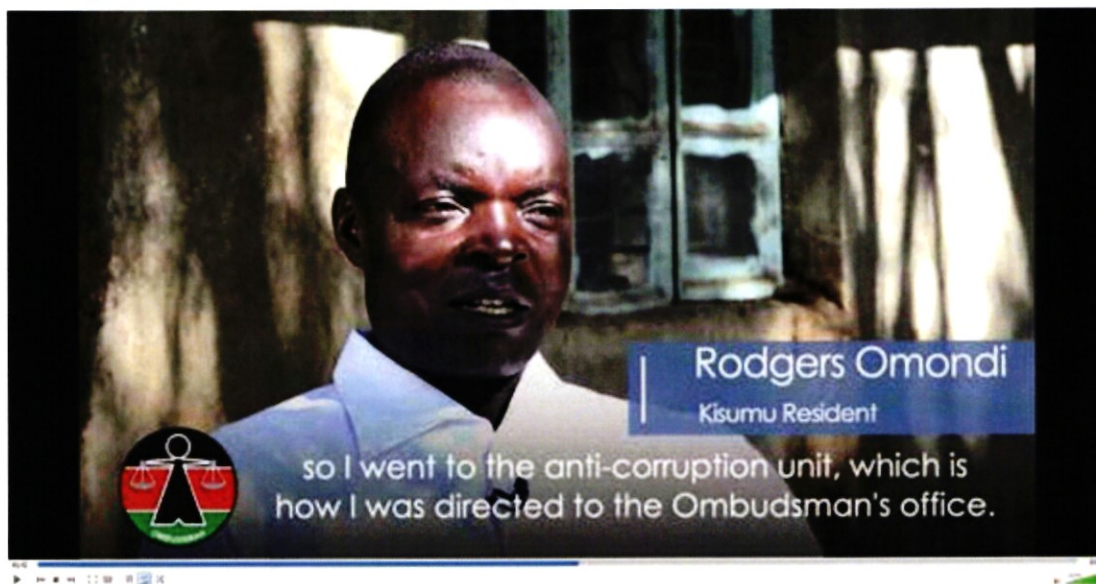 Rodgers Omondi
Kisumu Resident
so I went to the anti-corruption unit, which is
how I was directed to the Ombudsman's office.